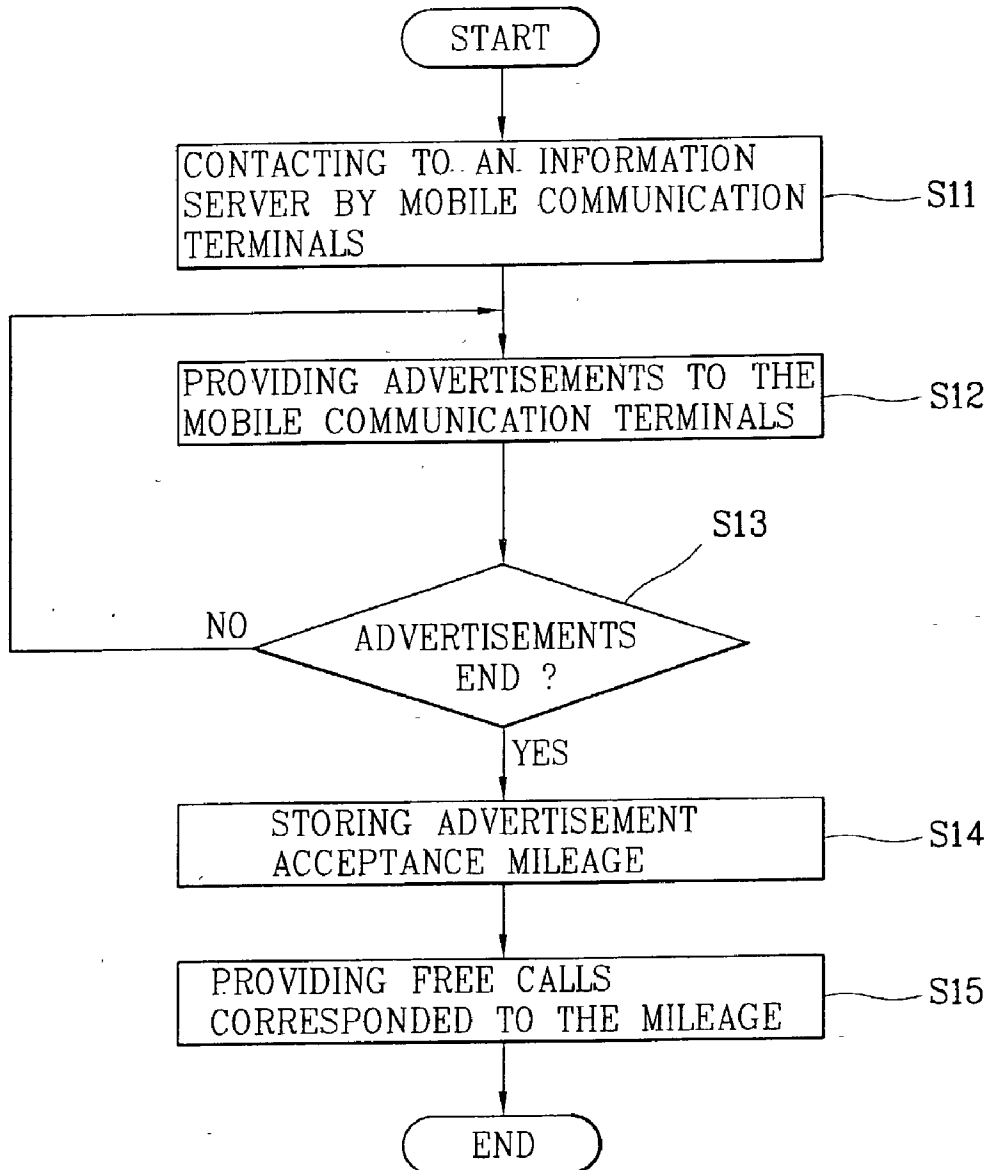 START
CONTACTING TO AN INFORMATION
SERVER BY MOBILE COMMUNICATION
TERMINALS
S11
PROVIDING ADVERTISEMENTS TO THE
MOBILE COMMUNICATION TERMINALS
S12
S13
NO
ADVERTISEMENTS
END ?
YES
STORING ADVERTISEMENT
ACCEPTANCE MILEAGE
S14
PROVIDING FREE CALLS
CORRESPONDED TO THE MILEAGE
S15
END